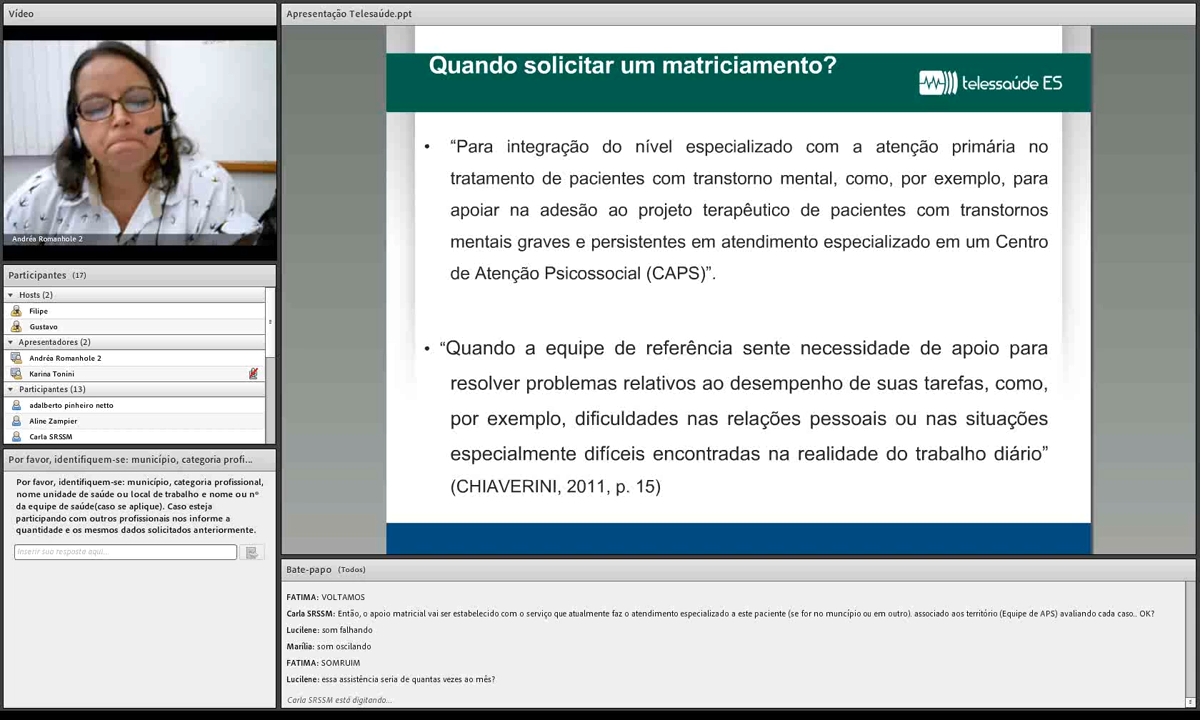 Vídeo
Andréa Romanhole 2
Participantes (17)
Hosts (2)
Filipe
Gustavo
Apresentadores (2)
Andréa Romanhole 2
Karina Tonini
Participantes (13)
adalberto pinheiro netto
Aline Zampier
Carla SRSSM
Por favor, identifiquem-se: município, categoria profi...
Por favor, identifiquem-se: município, categoria profissional,
nome unidade de saúde ou local de trabalho e nome ou nº
da equipe de saúde(caso se aplique). Caso esteja
participando com outros profissionais nos informe a
quantidade e os mesmos dados solicitados anteriormente.
Inserir sua resposta aqui...
Apresentação Telesaúde.ppt
Quando solicitar um matriciamento?
telessaúde ES
• “Para integração do nível especializado com a atenção primária no
tratamento de pacientes com transtorno mental, como, por exemplo, para
apoiar na adesão ao projeto terapêutico de pacientes com transtornos
mentais graves e persistentes em atendimento especializado em um Centro
de Atenção Psicossocial (CAPS)”.
• “Quando a equipe de referência sente necessidade de apoio para
resolver problemas relativos ao desempenho de suas tarefas, como,
por exemplo, dificuldades nas relações pessoais ou nas situações
especialmente difíceis encontradas na realidade do trabalho diário”
(CHIAVERINI, 2011, p. 15)
Bate-papo (Todos)
FATIMA: VOLTAMOS
Carla SRSSM: Então, o apoio matricial vai ser estabelecido com o serviço que atualmente faz o atendimento especializado a este paciente (se for no muncípio ou em outro). associado aos território (Equipe de APS) avaliando cada caso.. OK?
Lucilene: som falhando
Marília: som oscilando
FATIMA: SOMRUIM
Lucilene: essa assistência seria de quantas vezes ao mês?
Carla SRSSM está digitando...